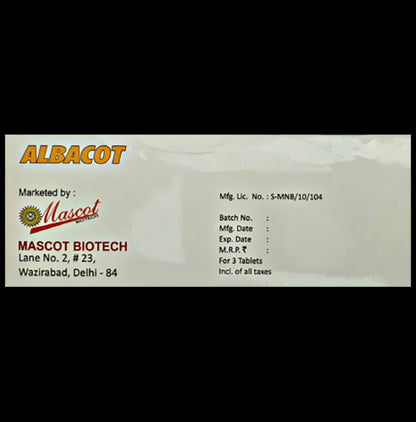 ALBACOT
Marketed by :
Mascot
BIOTECH
MASCOT BIOTECH
Lane No. 2, # 23,
Wazirabad, Delhi - 84
Mfg. Lic. No. : S-MNB/10/104
Batch No. :
Mfg. Date :
Exp. Date :
M.R.P. ₹ :
For 3 Tablets
Incl. of all taxes